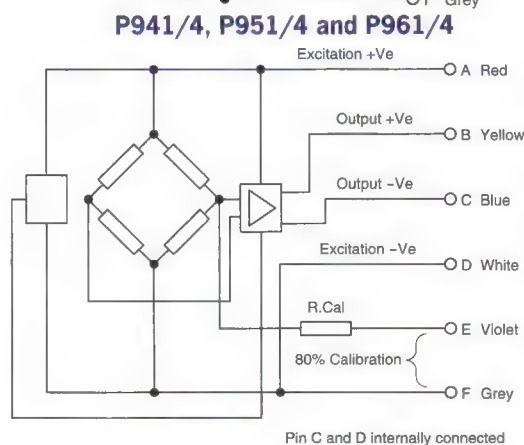 F Grey
P941/4, P951/4 and P961/4
Excitation +Ve
A Red
Output +Ve
B Yellow
Output −Ve
C Blue
Excitation −Ve
D White
R.Cal
E Violet
80% Calibration
F Grey
Pin C and D internally connected